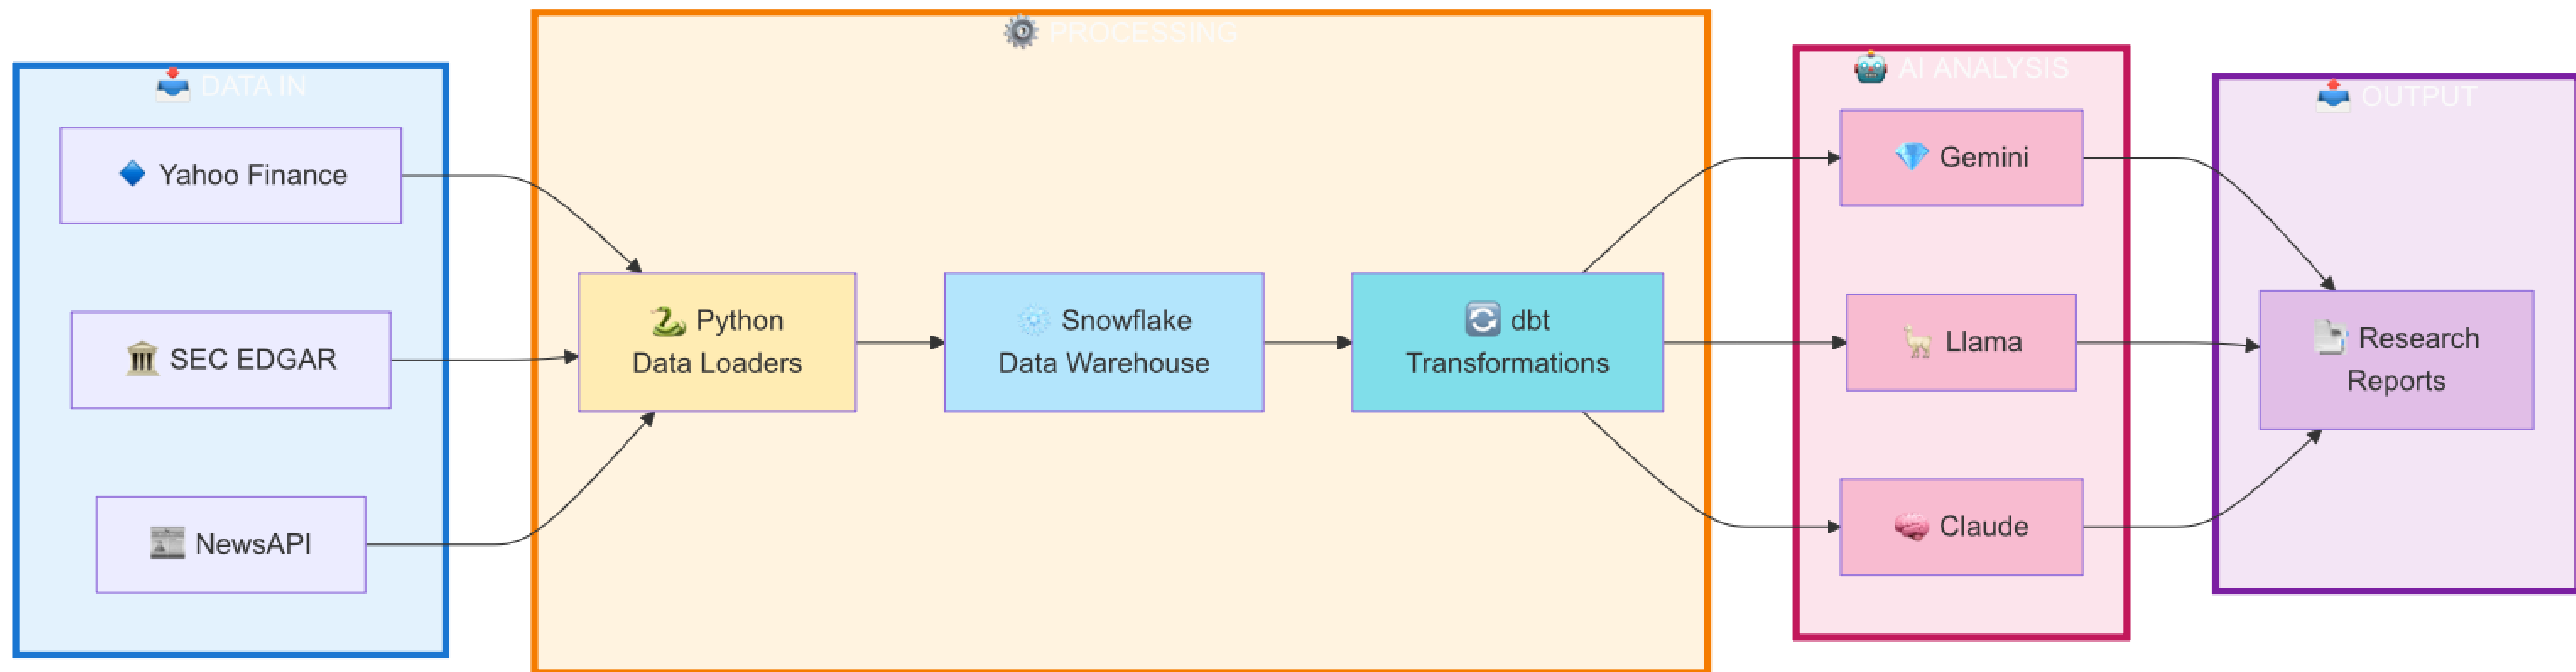 DATA IN
Yahoo Finance
SEC EDGAR
NewsAPI
PROCESSING
Python
Data Loaders
Snowflake
Data Warehouse
dbt
Transformations
AI ANALYSIS
Gemini
Llama
Claude
OUTPUT
Research
Reports